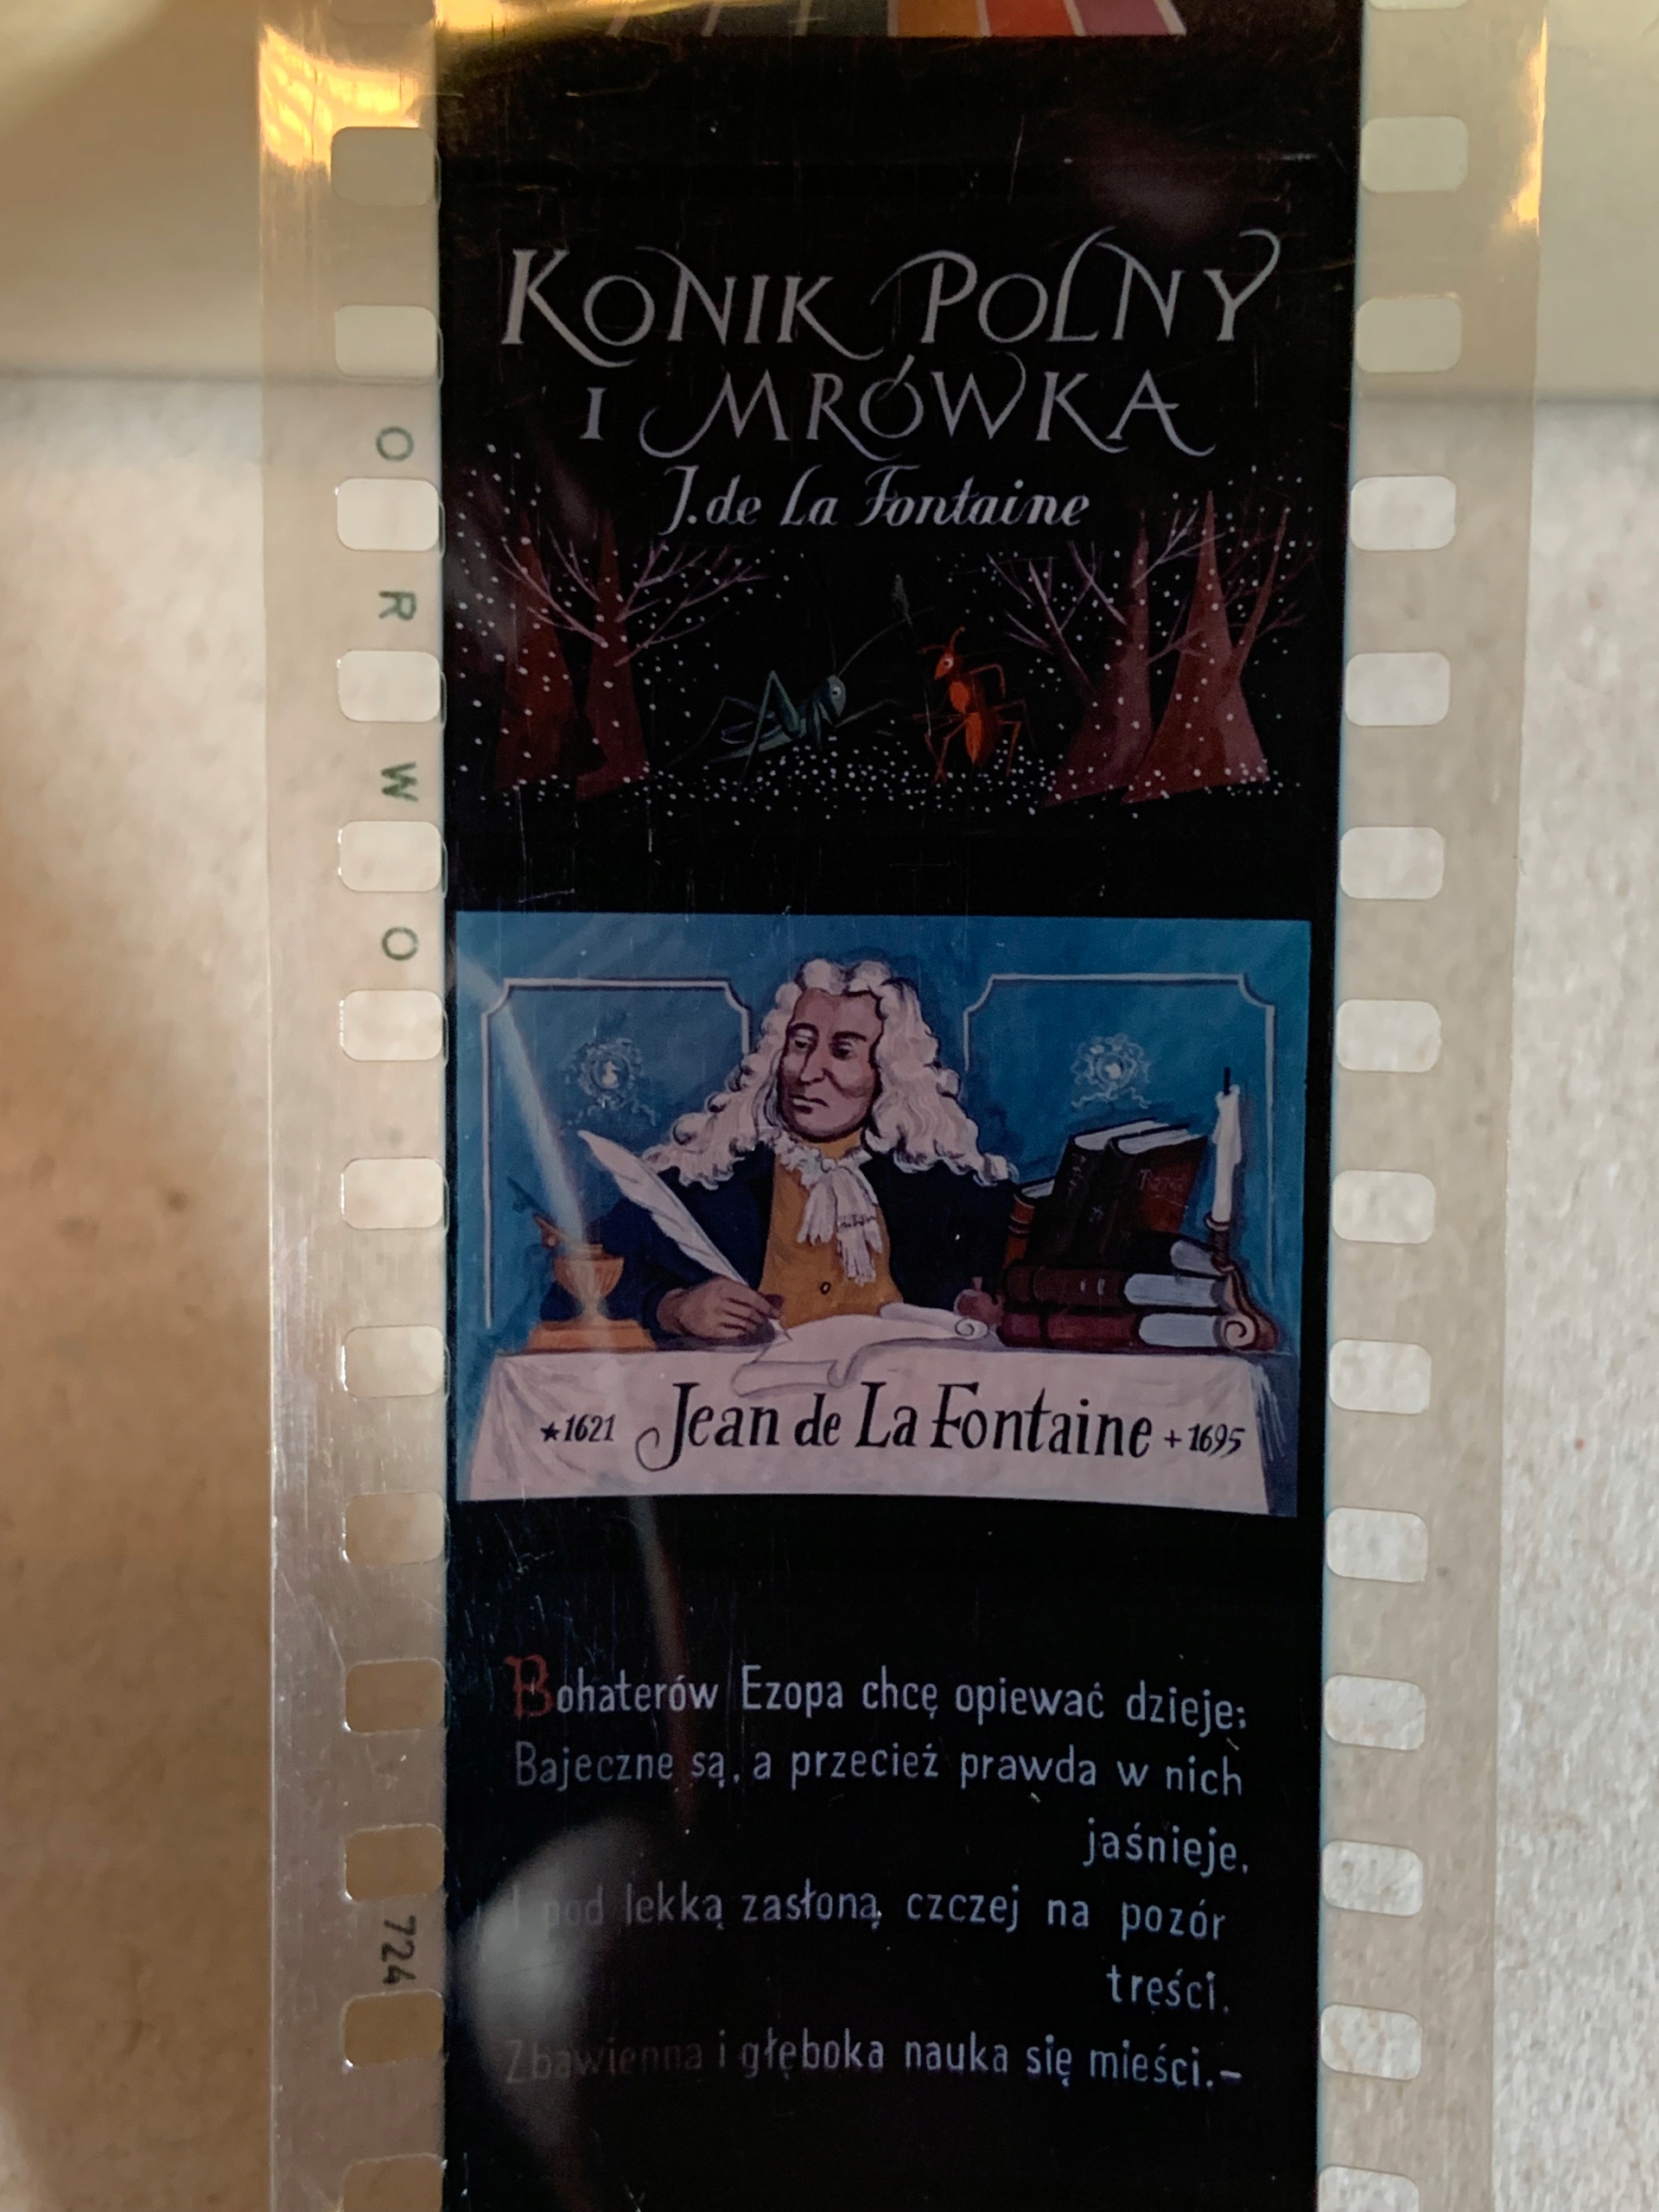 KONIK POLNY
I MRÓWKA
J. de La Fontaine
ORWO
★1621 Jean de La Fontaine +1695
Bohaterów Ezopa chcę opiewać dzieje;
Bajeczne są, a przecież prawda w nich
jaśnieje.
I pod lekką zasłoną czczej na pozór
treści.
Zbawienna i głęboka nauka się mieści.–
724